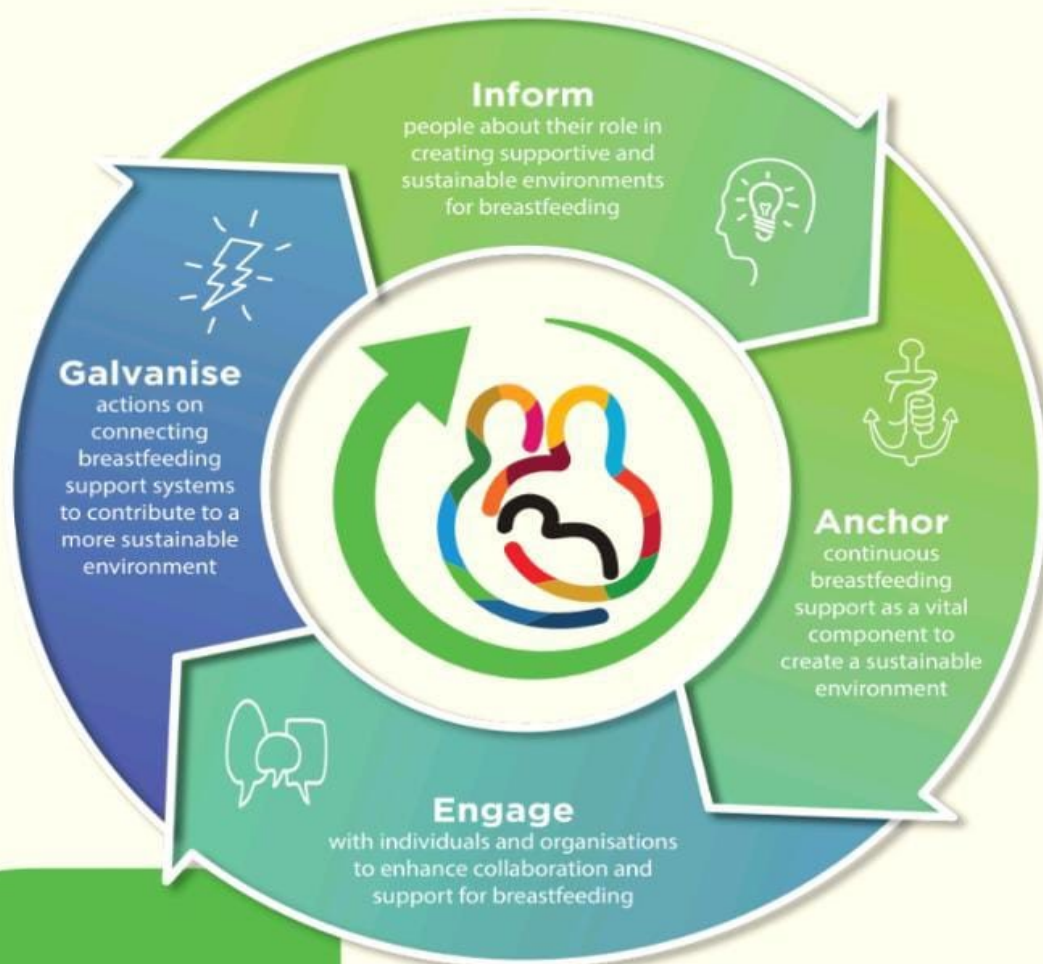 Inform
people about their role in
creating supportive and
sustainable environments
for breastfeeding
Anchor
continuous
breastfeeding
support as a vital
component to
create a sustainable
environment
Engage
with individuals and organisations
to enhance collaboration and
support for breastfeeding
Galvanise
actions on
connecting
breastfeeding
support systems
to contribute to a
more sustainable
environment